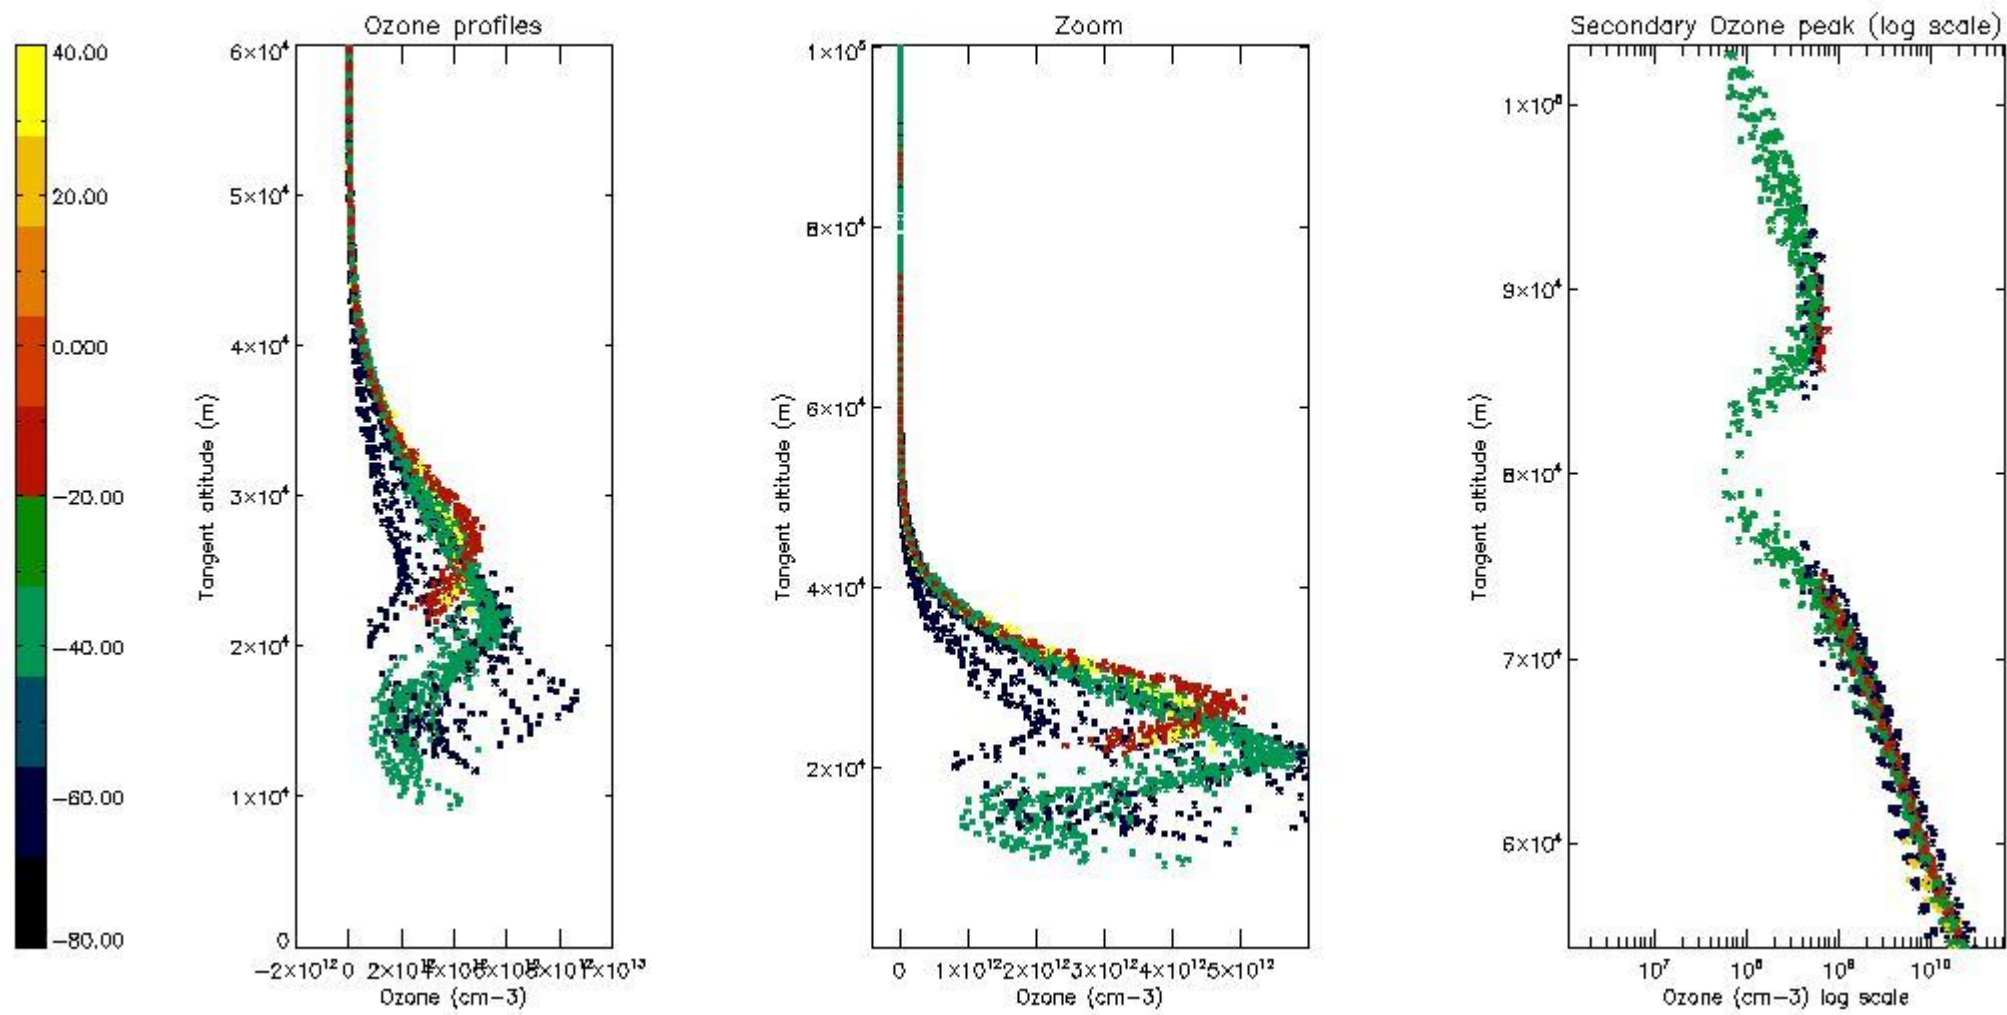 Ozone profiles
Zoom
Secondary Ozone peak (log scale)
40.00
20.00
0.000
−20.00
−40.00
−60.00
−80.00
6×10⁴
5×10⁴
4×10⁴
3×10⁴
2×10⁴
1×10⁴
0
Tangent altitude (m)
−2×10¹² 0
Ozone (cm−3)
1×10⁵
8×10⁴
6×10⁴
4×10⁴
2×10⁴
Tangent altitude (m)
0 1×10¹² 2×10¹² 3×10¹² 4×10¹² 5×10¹²
Ozone (cm−3)
9×10⁴
8×10⁴
7×10⁴
6×10⁴
Tangent altitude (m)
10⁷ 10⁸ 10⁹ 10¹⁰
Ozone (cm−3) log scale